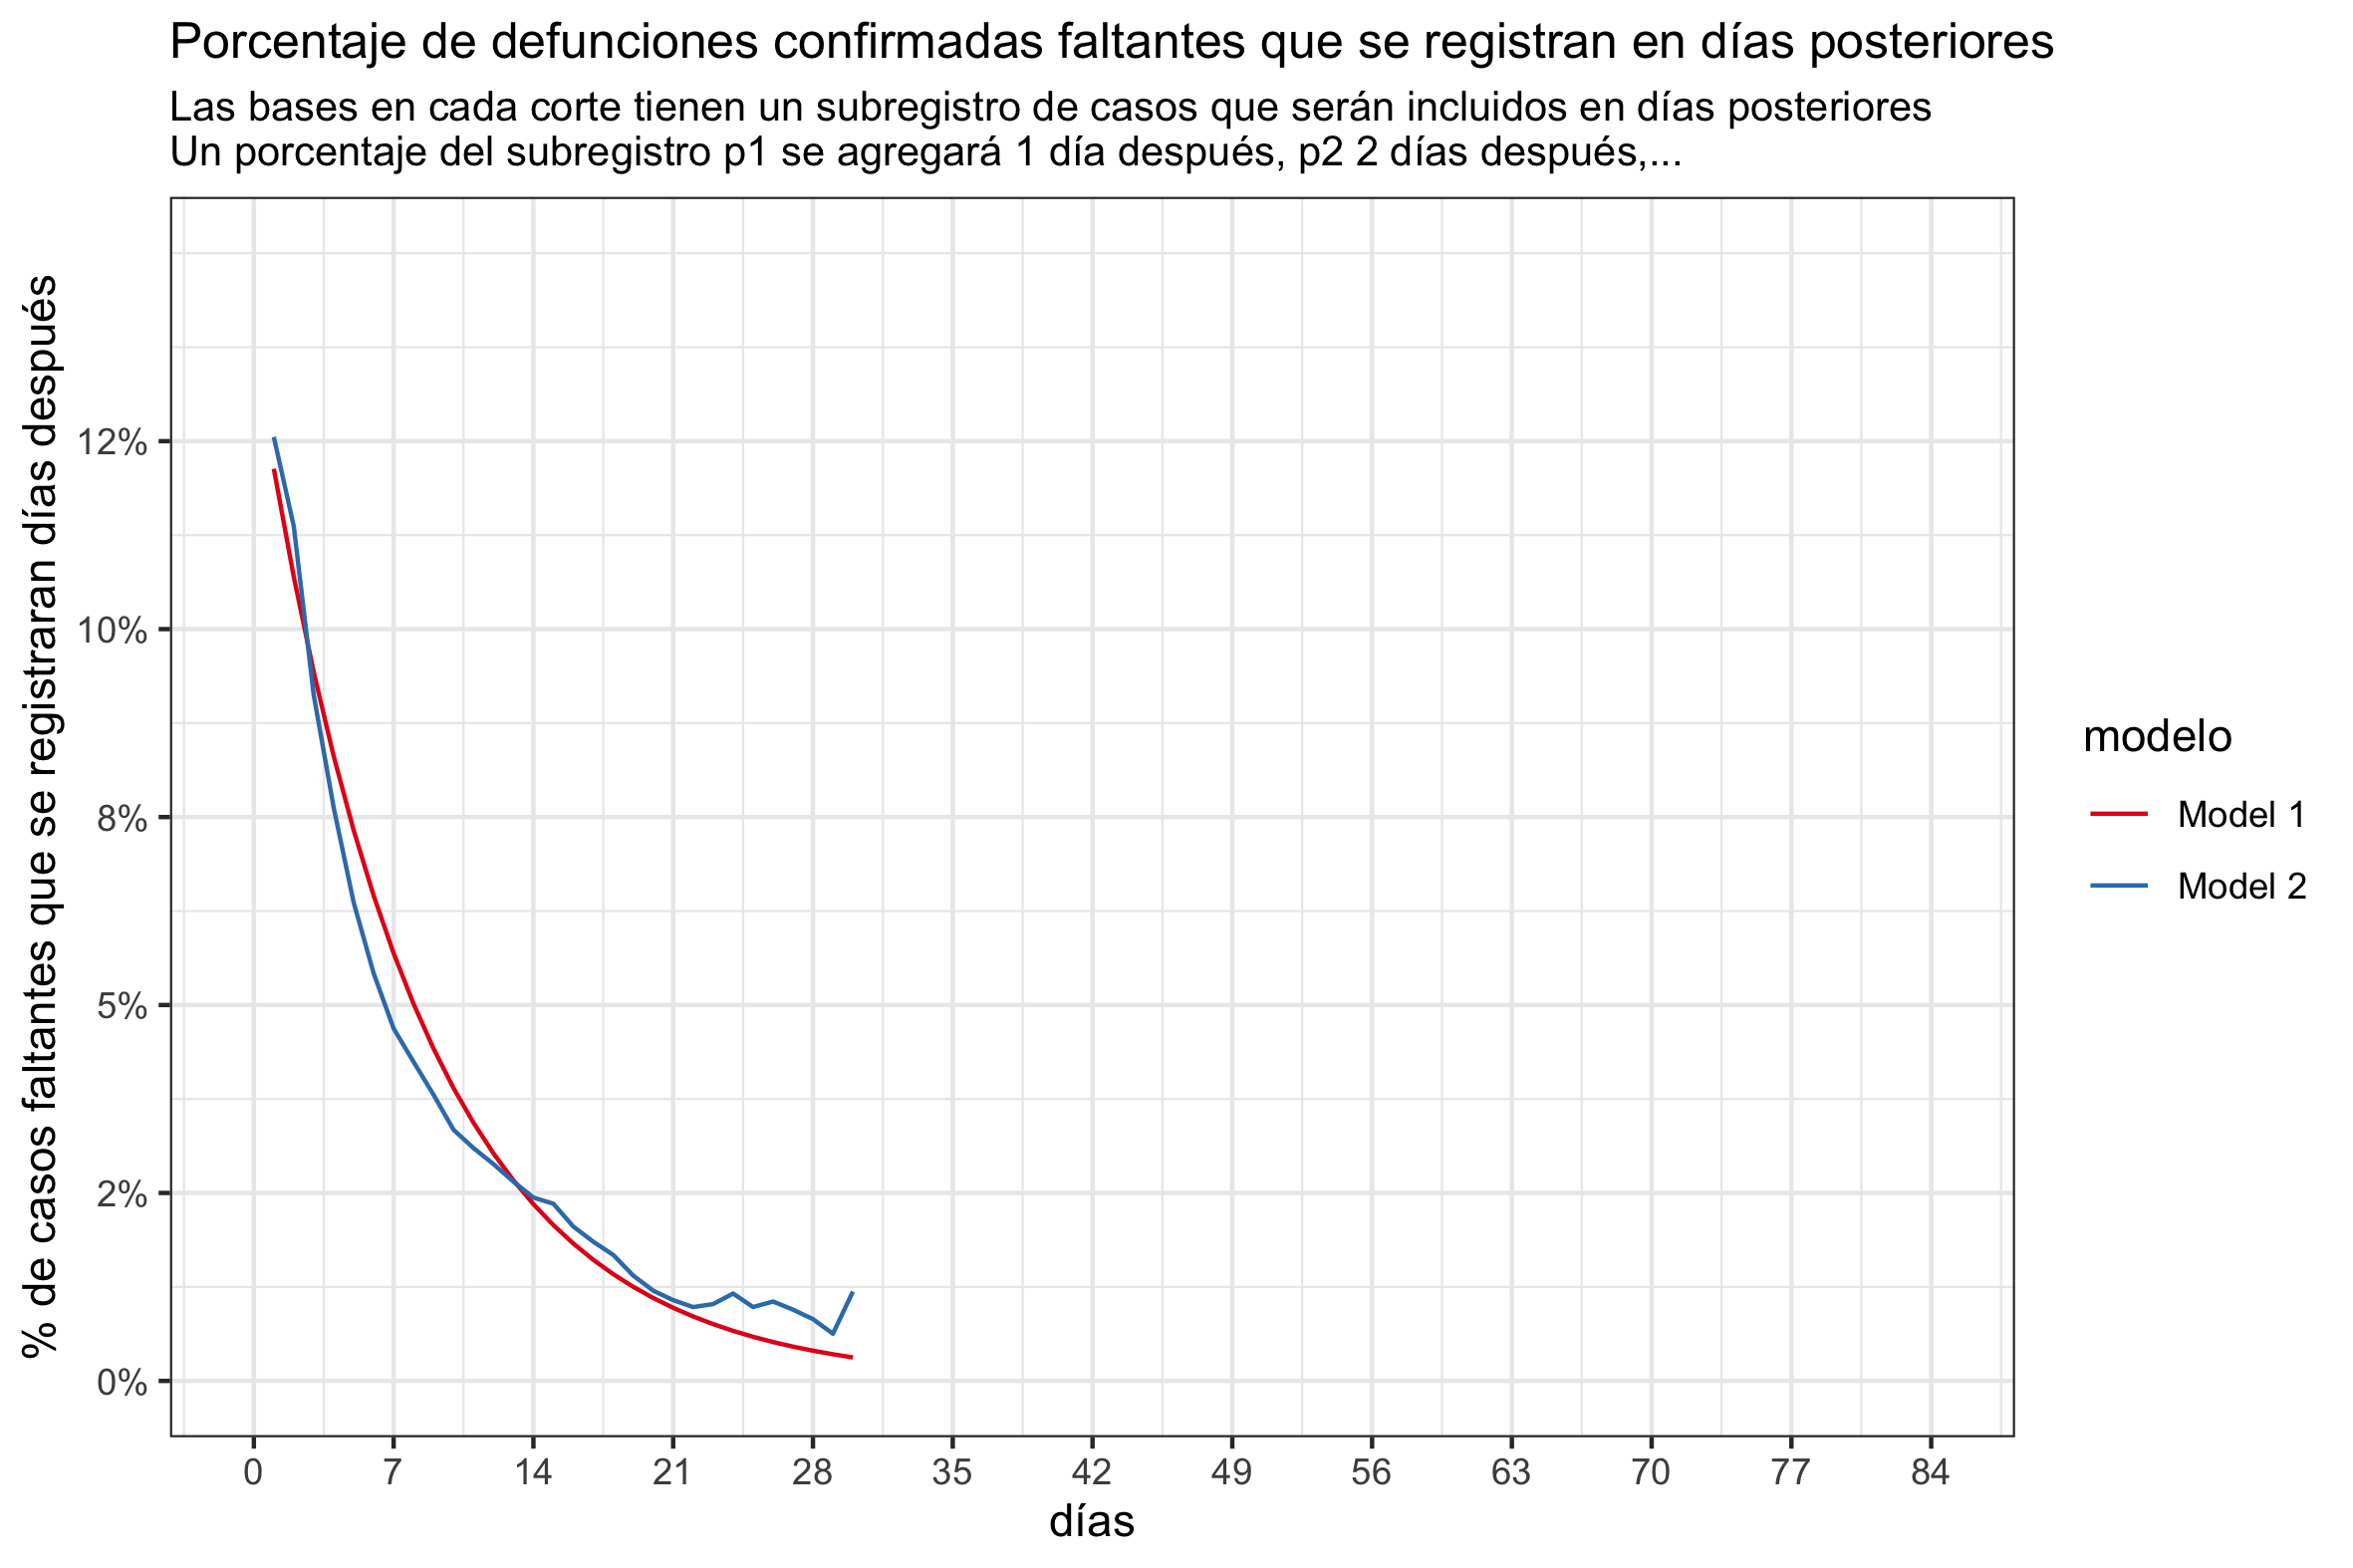 Porcentaje de defunciones confirmadas faltantes que se registran en días posteriores
Las bases en cada corte tienen un subregistro de casos que serán incluidos en días posteriores
Un porcentaje del subregistro p1 se agregará 1 día después, p2 2 días después,...
% de casos faltantes que se registraran días después
12%
10%
8%
5%
2%
0%
0 7 14 21 28 35 42 49 56 63 70 77 84
días
modelo
Model 1
Model 2